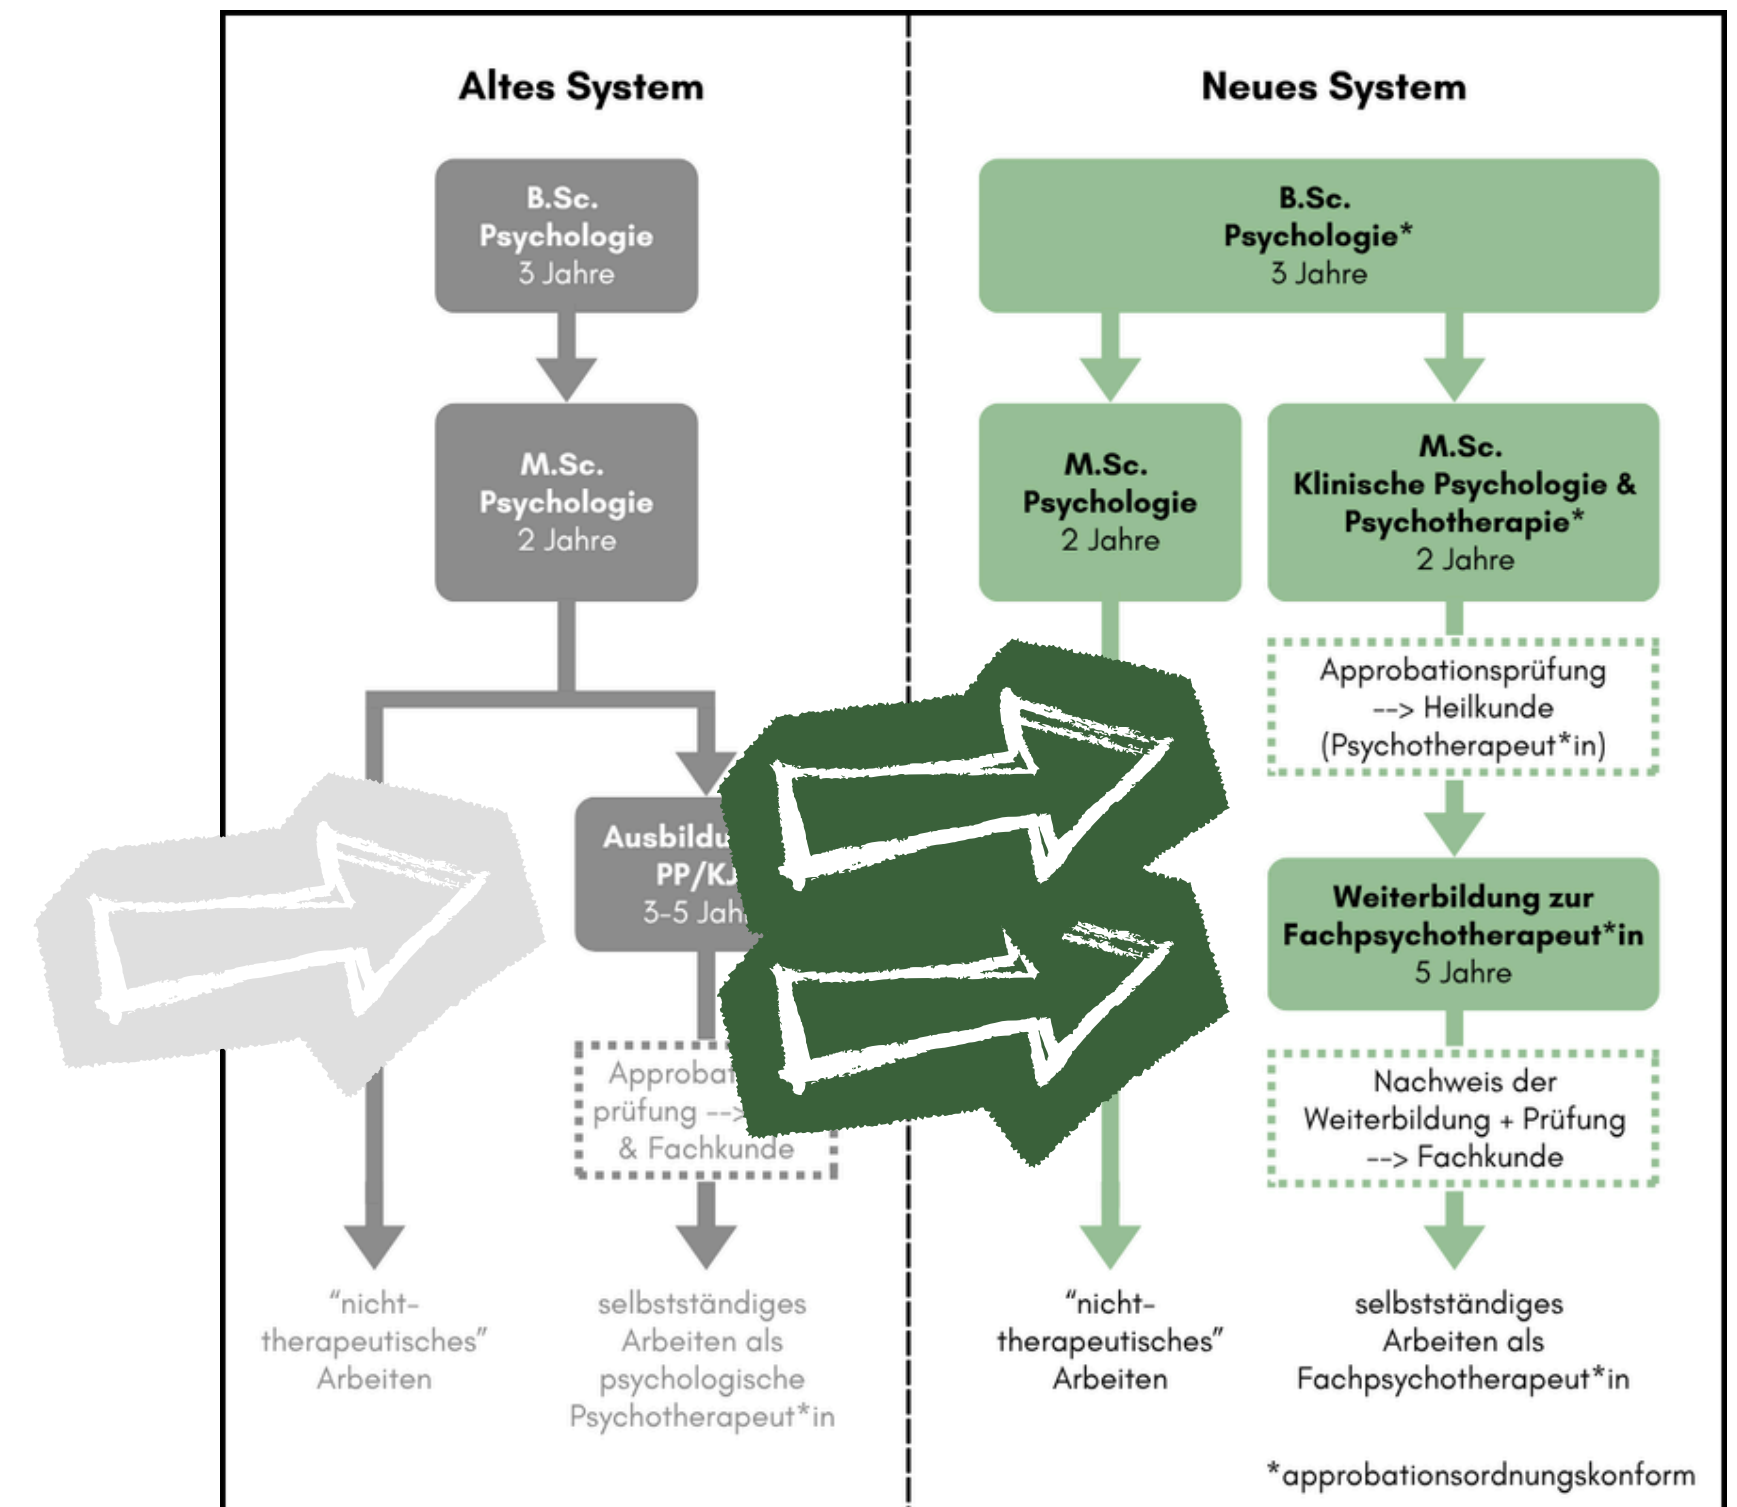 Altes System
B.Sc.
Psychologie
3 Jahre
M.Sc.
Psychologie
2 Jahre
PP/KJ
3-5 Jah
prüfung -->
& Fachkunde
“nicht-
therapeutisches”
Arbeiten
selbstständiges
Arbeiten als
psychologische
Psychotherapeut*in
Neues System
B.Sc.
Psychologie*
3 Jahre
M.Sc.
Psychologie
2 Jahre
M.Sc.
Klinische Psychologie &
Psychotherapie*
2 Jahre
Approbationsprüfung
--> Heilkunde
(Psychotherapeut*in)
Weiterbildung zur
Fachpsychotherapeut*in
5 Jahre
Nachweis der
Weiterbildung + Prüfung
--> Fachkunde
“nicht-
therapeutisches”
Arbeiten
selbstständiges
Arbeiten als
Fachpsychotherapeut*in
*approbationsordnungskonform